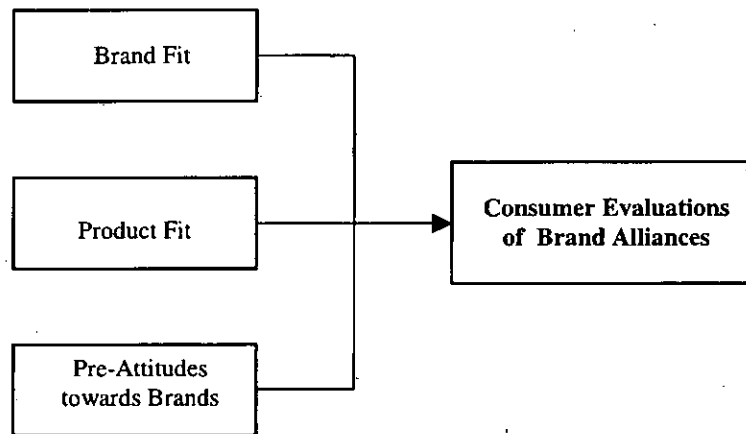 Brand Fit
Product Fit
Consumer Evaluations
of Brand Alliances
Pre-Attitudes
towards Brands